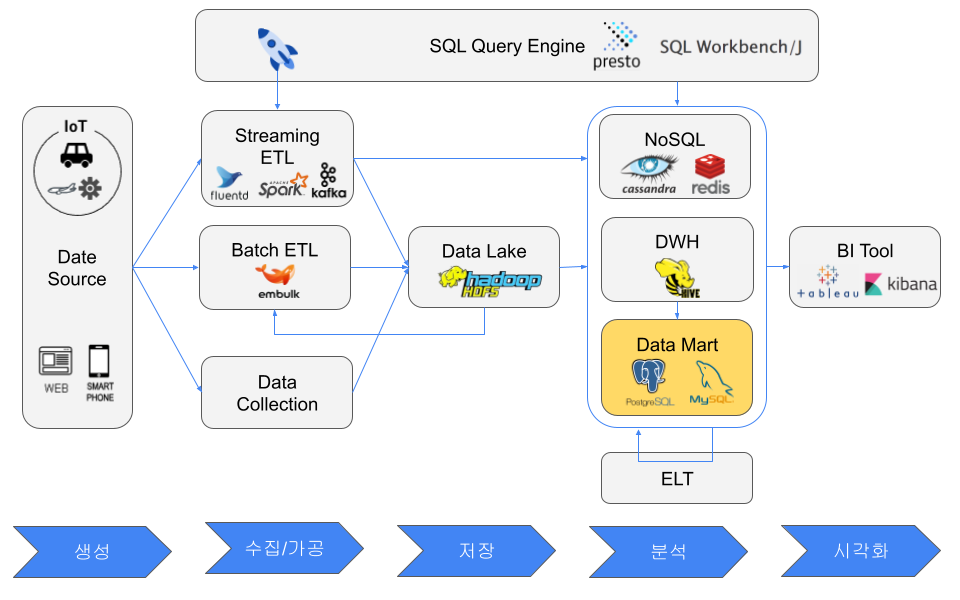 SQL Query Engine
presto
SQL Workbench/J
IoT
Date
Source
WEB
SMART
PHONE
Streaming
ETL
fluentd
APACHE
Spark
kafka
Batch ETL
embulk
Data
Collection
Data Lake
hadoop
HDFS
NoSQL
cassandra
redis
DWH
HIVE
Data Mart
PostgreSQL
MySQL
ELT
BI Tool
+ableau
kibana
생성
수집/가공
저장
분석
시각화